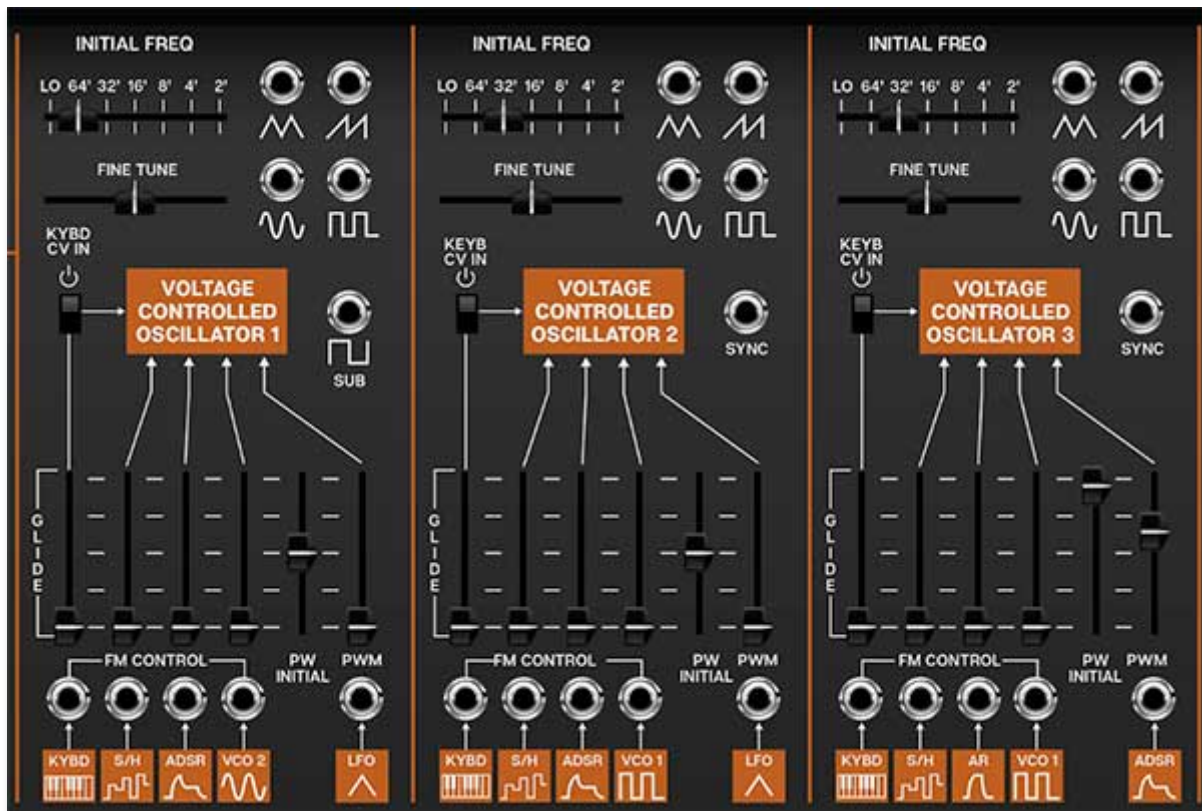 INITIAL FREQ
LO 64' 32' 16' 8' 4' 2'
FINE TUNE
KYBD
CV IN
VOLTAGE
CONTROLLED
OSCILLATOR 1
SUB
GLIDE
FM CONTROL
PW
INITIAL
PWM
KYBD
S/H
ADSR
VCO 2
LFO
INITIAL FREQ
LO 64' 32' 16' 8' 4' 2'
FINE TUNE
KEYB
CV IN
VOLTAGE
CONTROLLED
OSCILLATOR 2
SYNC
GLIDE
FM CONTROL
PW
INITIAL
PWM
KYBD
S/H
ADSR
VCO 1
LFO
INITIAL FREQ
LO 64' 32' 16' 8' 4' 2'
FINE TUNE
KEYB
CV IN
VOLTAGE
CONTROLLED
OSCILLATOR 3
SYNC
GLIDE
FM CONTROL
PW
INITIAL
PWM
KYBD
S/H
AR
VCO 1
ADSR